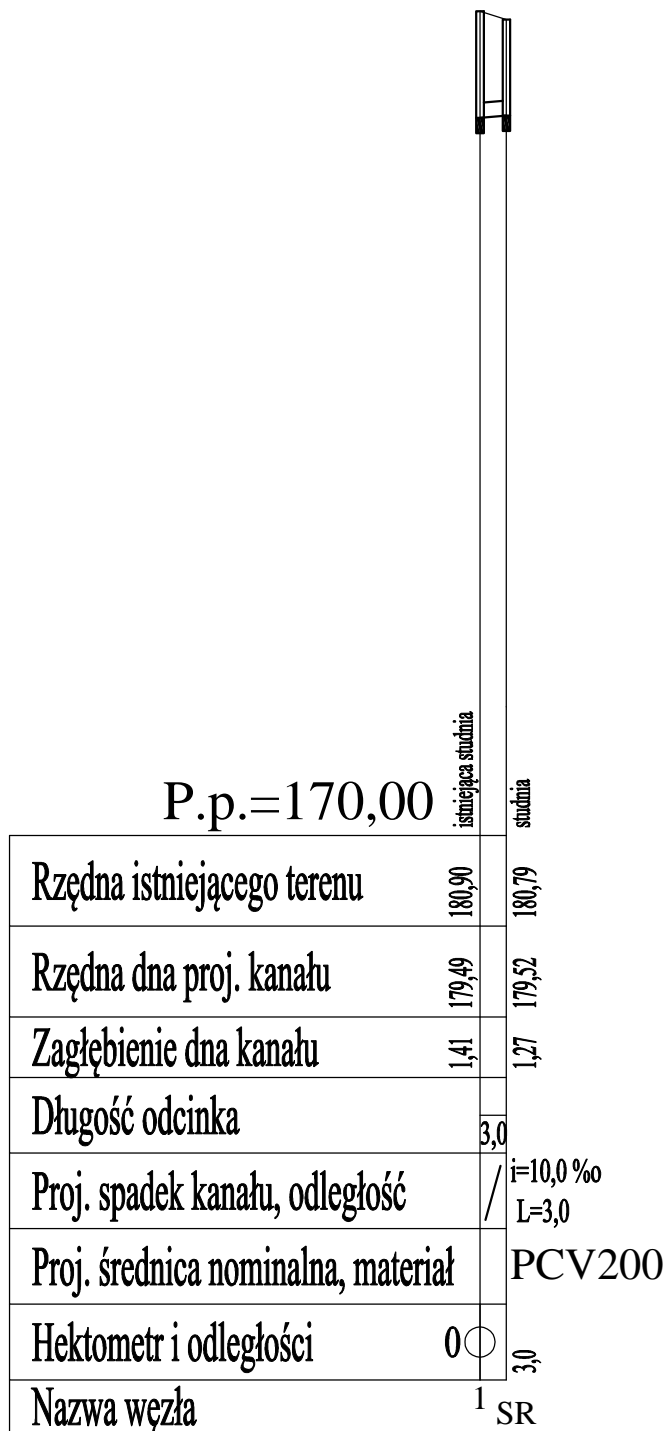 istniejąca studnia
studnia
P.p.=170,00
Rzędna istniejącego terenu 180,90 180,79
Rzędna dna proj. kanału 179,49 179,52
Zagłębienie dna kanału 1,41 1,27
Długość odcinka 3,0
Proj. spadek kanału, odległość i=10,0 ‰
L=3,0
Proj. średnica nominalna, materiał PCV200
Hektometr i odległości 0 3,0
Nazwa węzła 1 SR